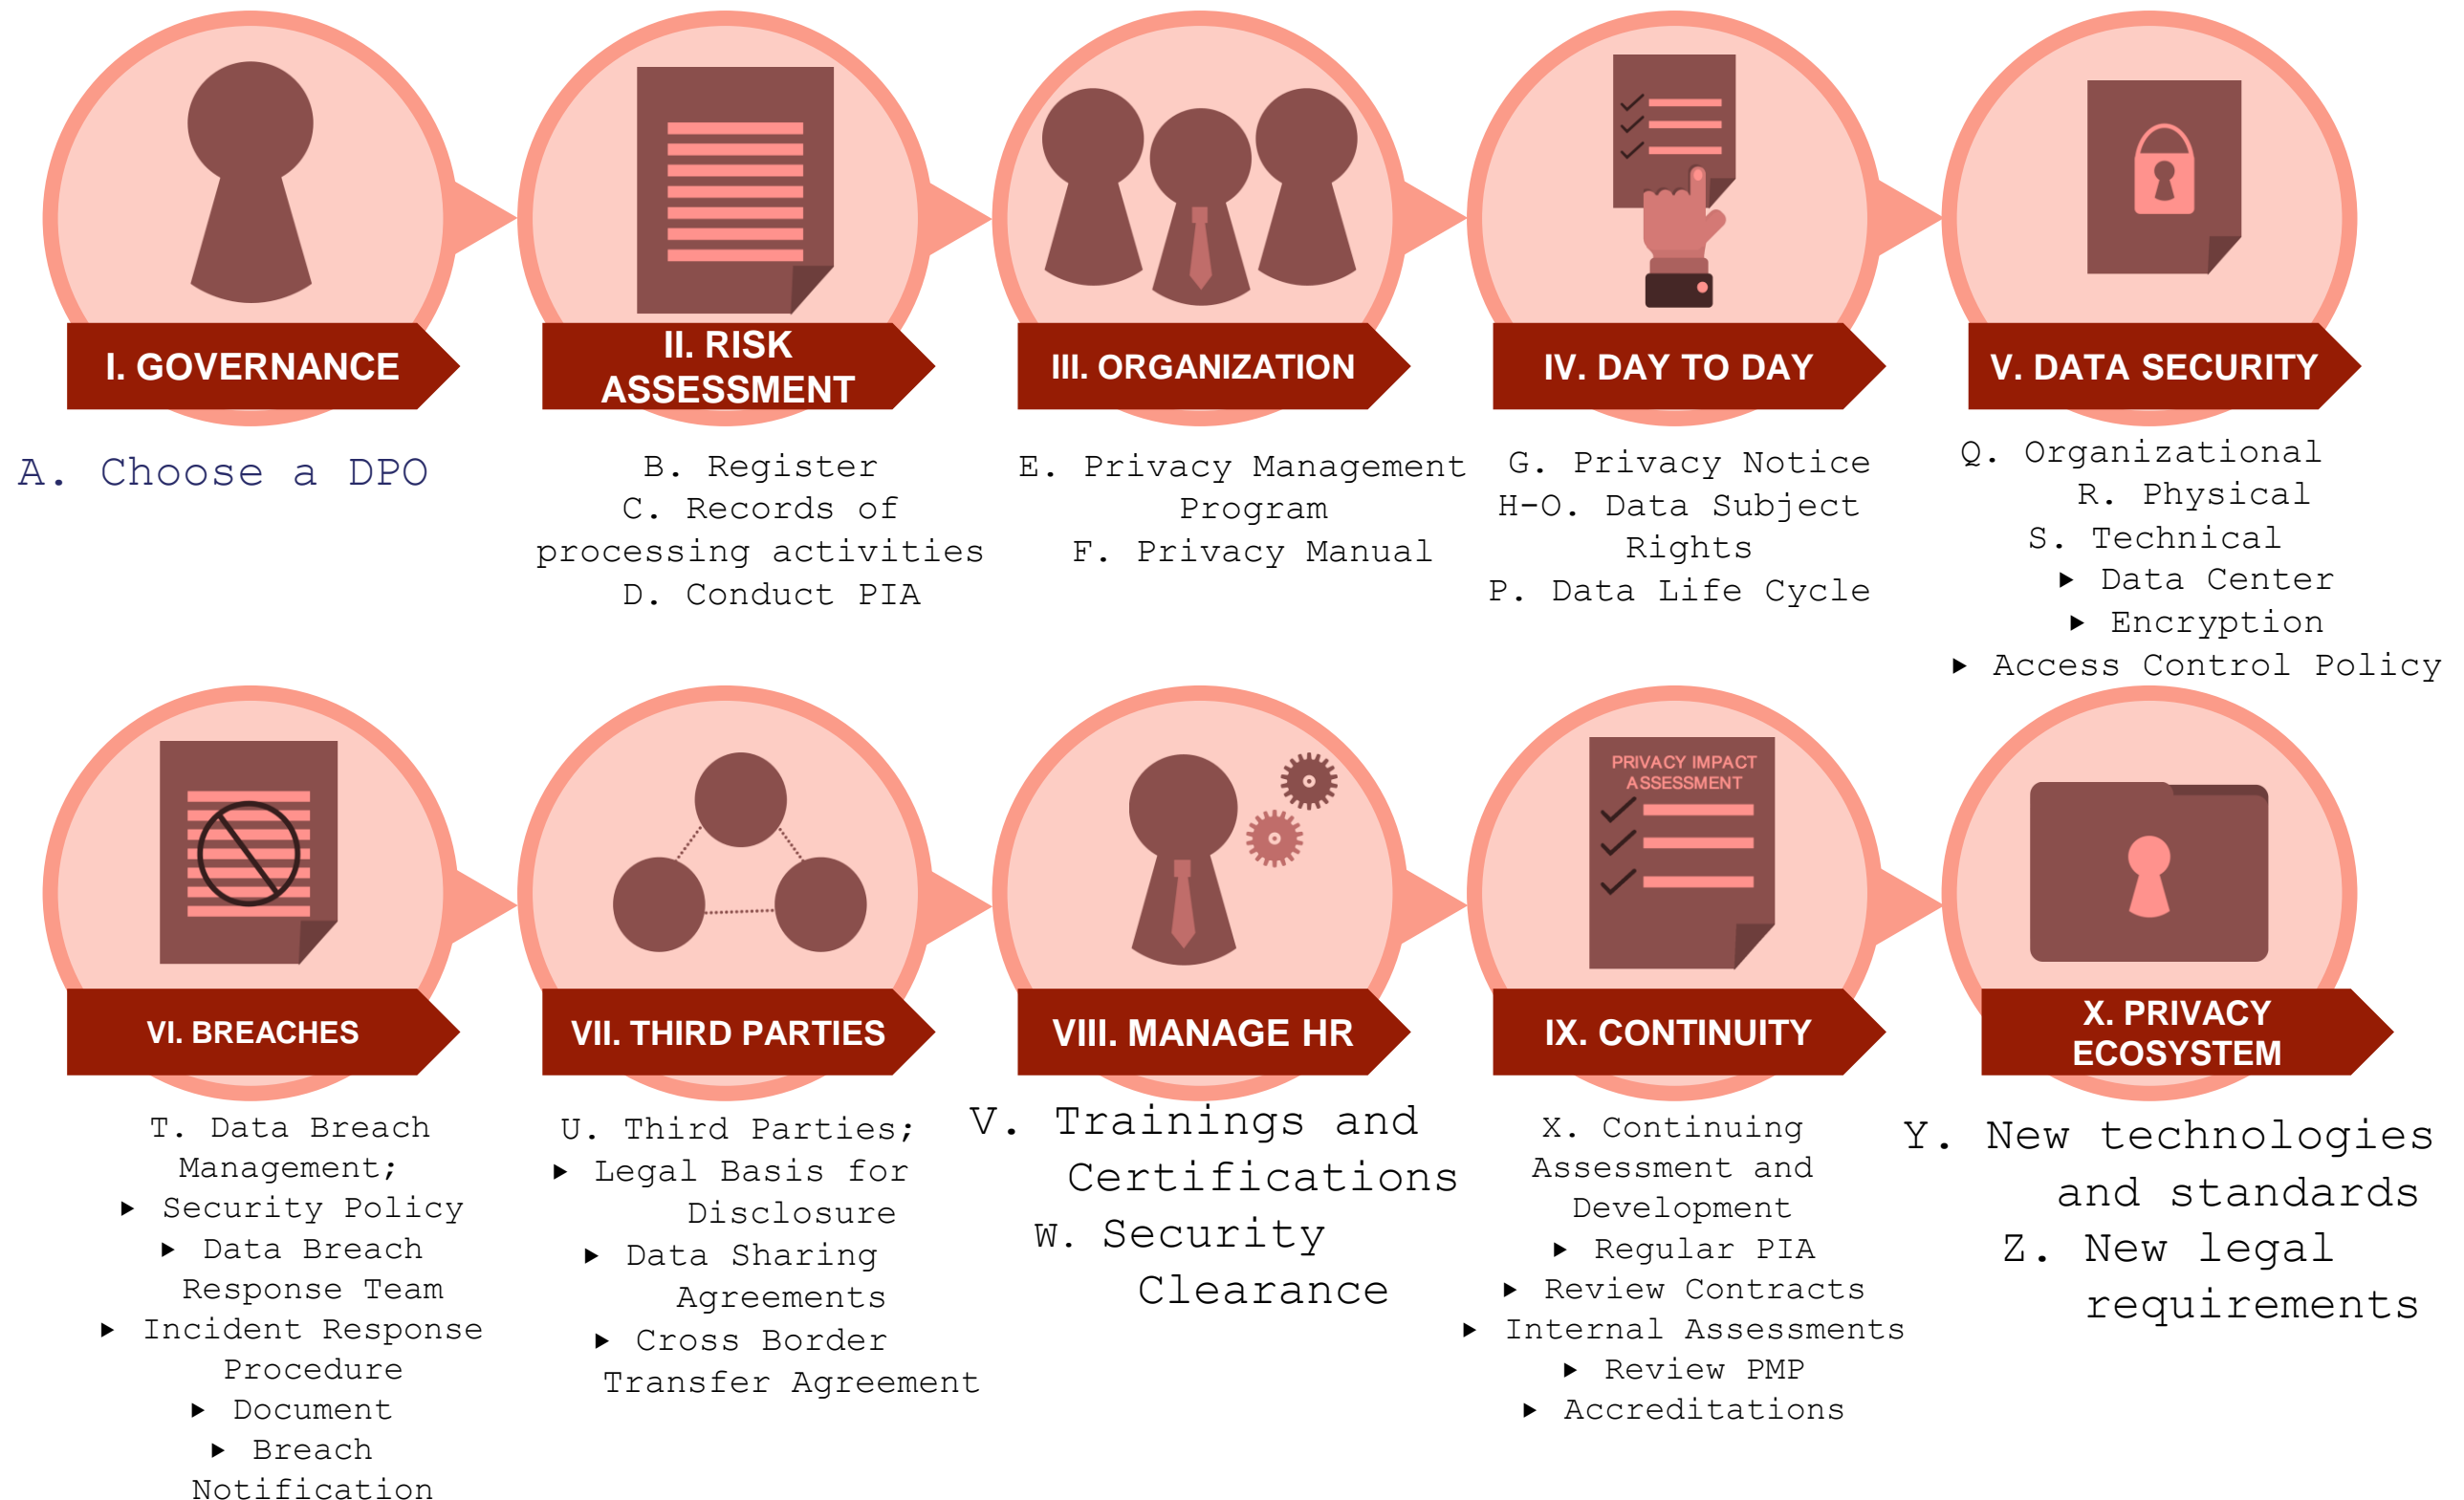 I. GOVERNANCE
A. Choose a DPO
II. RISK
ASSESSMENT
B. Register
C. Records of
processing activities
D. Conduct PIA
III. ORGANIZATION
E. Privacy Management
Program
F. Privacy Manual
IV. DAY TO DAY
G. Privacy Notice
H-O. Data Subject
Rights
P. Data Life Cycle
V. DATA SECURITY
Q. Organizational
R. Physical
S. Technical
▸ Data Center
▸ Encryption
▸ Access Control Policy
VI. BREACHES
T. Data Breach
Management;
▸ Security Policy
▸ Data Breach
Response Team
▸ Incident Response
Procedure
▸ Document
▸ Breach
Notification
VII. THIRD PARTIES
U. Third Parties;
▸ Legal Basis for
Disclosure
▸ Data Sharing
Agreements
▸ Cross Border
Transfer Agreement
VIII. MANAGE HR
V. Trainings and
Certifications
W. Security
Clearance
PRIVACY IMPACT
ASSESSMENT
IX. CONTINUITY
X. Continuing
Assessment and
Development
▸ Regular PIA
▸ Review Contracts
▸ Internal Assessments
▸ Review PMP
▸ Accreditations
X. PRIVACY
ECOSYSTEM
Y. New technologies
and standards
Z. New legal
requirements